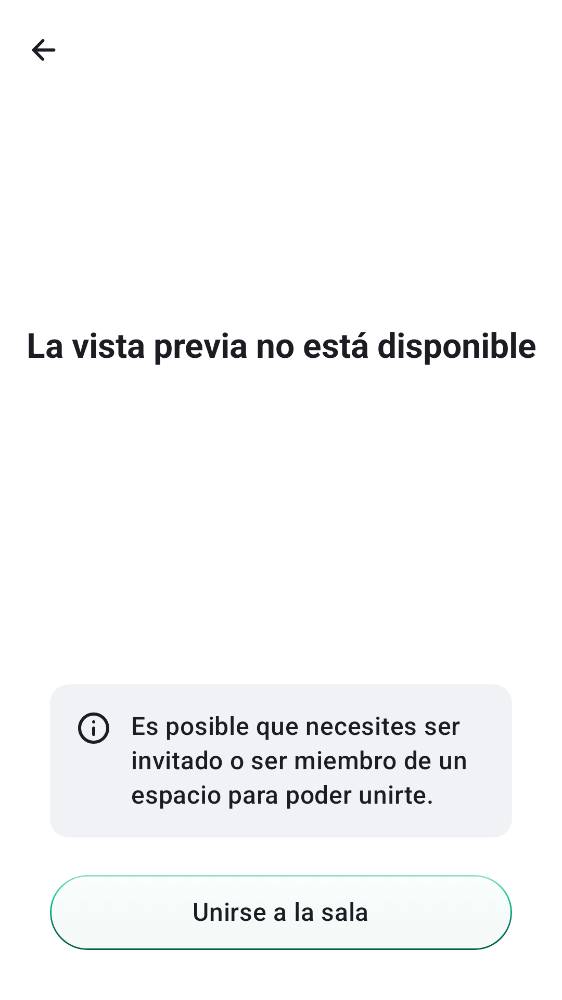 La vista previa no está disponible
Es posible que necesites ser
invitado o ser miembro de un
espacio para poder unirte.
Unirse a la sala